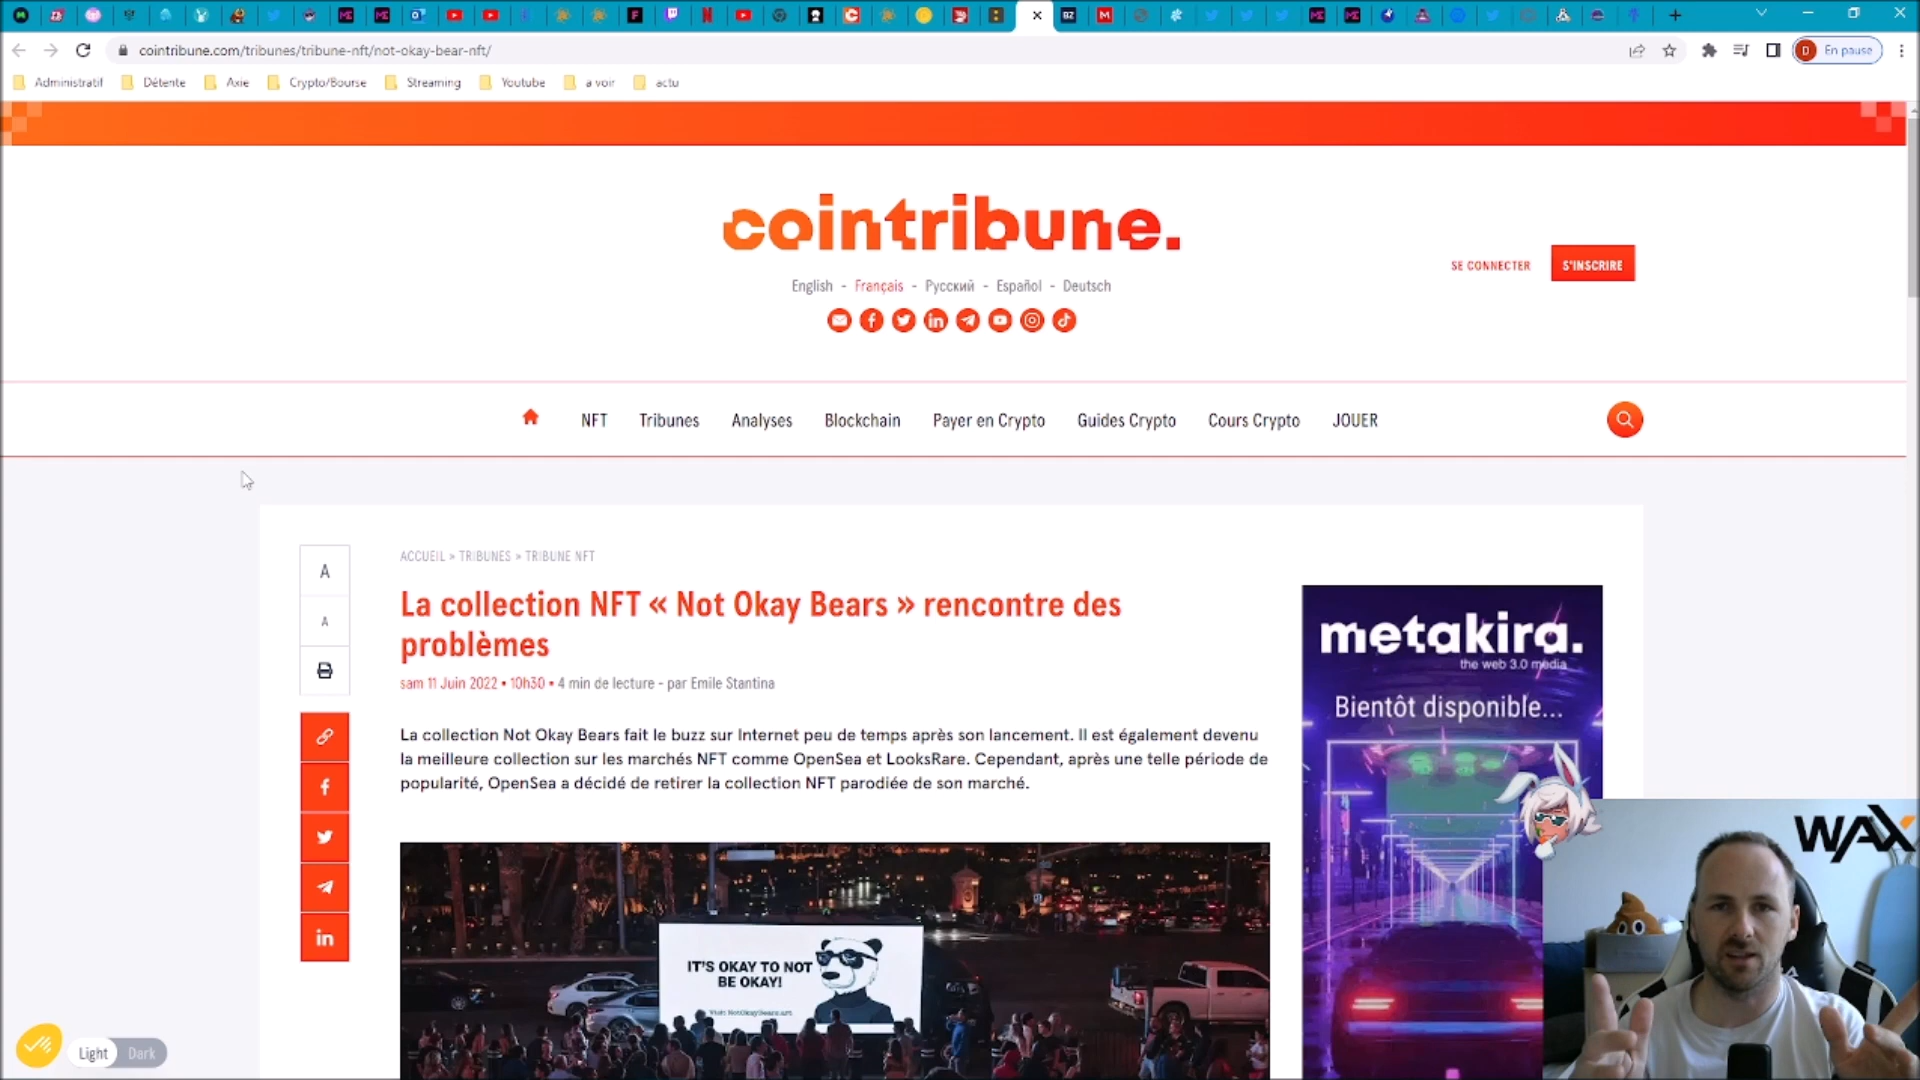 cointribune.com/tribunes/tribune-nft/not-okay-bear-nft/
D En pause
Administratif Détente Axie Crypto/Bourse Streaming Youtube a voir actu
cointribune.
SE CONNECTER S'INSCRIRE
English - Français - Русский - Español - Deutsch
NFT Tribunes Analyses Blockchain Payer en Crypto Guides Crypto Cours Crypto JOUER
ACCUEIL » TRIBUNES » TRIBUNE NFT
A
A
La collection NFT « Not Okay Bears » rencontre des
problèmes
sam 11 Juin 2022 • 10h30 • 4 min de lecture - par Emile Stantina
La collection Not Okay Bears fait le buzz sur Internet peu de temps après son lancement. Il est également devenu
la meilleure collection sur les marchés NFT comme OpenSea et LooksRare. Cependant, après une telle période de
popularité, OpenSea a décidé de retirer la collection NFT parodiée de son marché.
metakira.
the web 3.0 media
Bientôt disponible...
IT'S OKAY TO NOT
BE OKAY!
Visit NotOkayBears.art
WAX
Light Dark